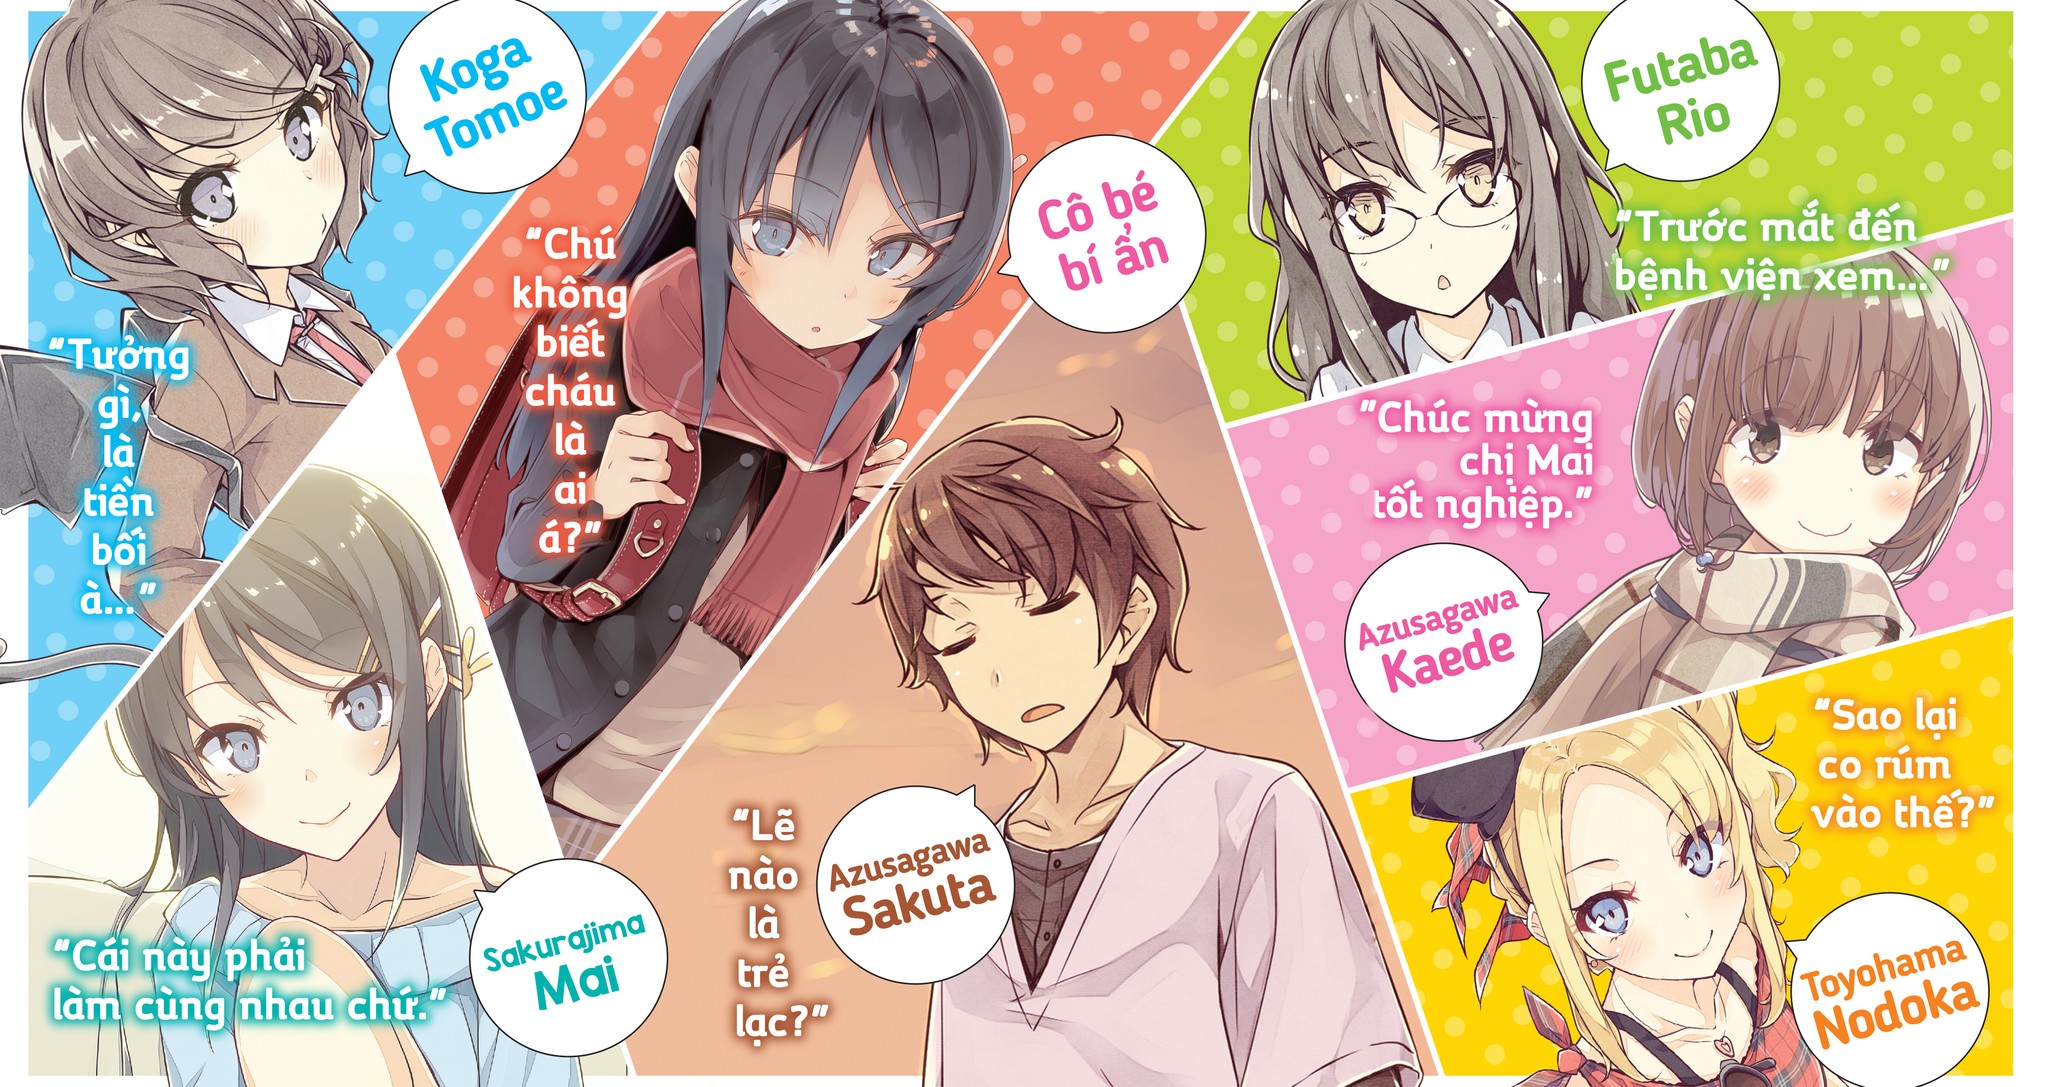 Koga
Tomoe
“Tưởng
gì,
là
tiền
bối
à...”
“Chú
không
biết
cháu
là
ai
á?”
Cô bé
bí ẩn
Futaba
Rio
“Trước mắt đến
bệnh viện xem...”
“Chúc mừng
chị Mai
tốt nghiệp.”
Azusagawa
Kaede
“Cái này phải
làm cùng nhau chứ.”
Sakurajima
Mai
“Lẽ
nào
là
trẻ
lạc?”
Azusagawa
Sakuta
“Sao lại
co rúm
vào thế?”
Toyohama
Nodoka